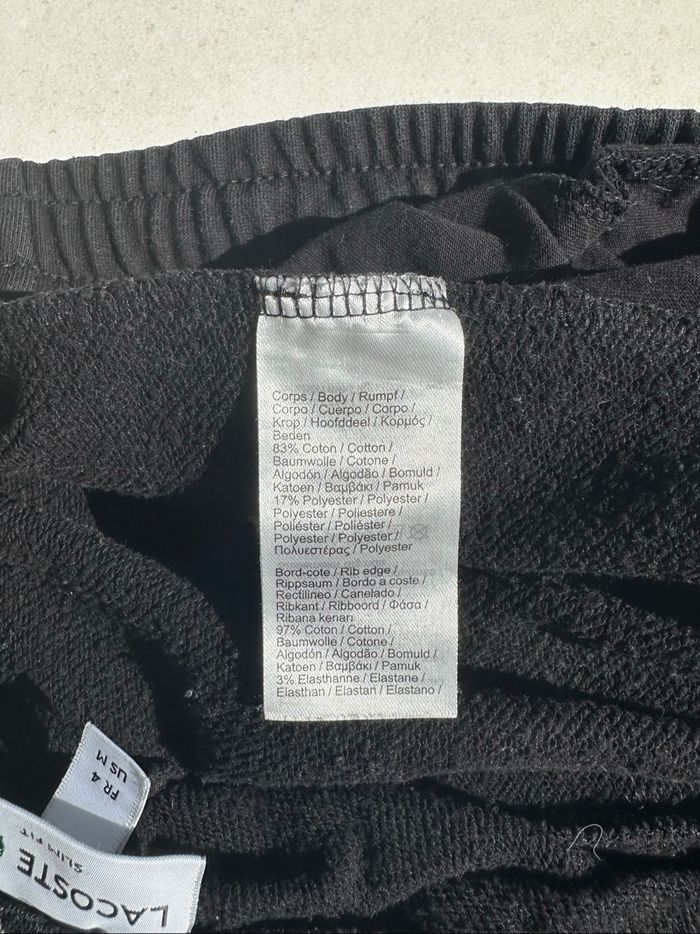 Corps / Body / Rumpf /
Corpo / Cuerpo / Corpo /
Krop / Hoofddeel / Κορμός /
Beden
83% Coton / Cotton /
Baumwolle / Cotone /
Algodón / Algodão / Bomuld /
Katoen / Βαμβάκι / Pamuk
17% Polyester / Polyester /
Polyester / Poliestere /
Poliéster / Poliéster /
Polyester / Polyester /
Πολυεστέρας / Polyester
Bord-cote / Rib edge /
Rippsaum / Bordo a coste /
Rectilineo / Canelado /
Ribkant / Ribboord / Φάσα /
Ribana kenarı
97% Coton / Cotton /
Baumwolle / Cotone /
Algodón / Algodão / Bomuld /
Katoen / Βαμβάκι / Pamuk
3% Elasthanne / Elastane /
Elasthan / Elastan / Elastano /
FR 4
US M
LACOSTE
SLIM FIT